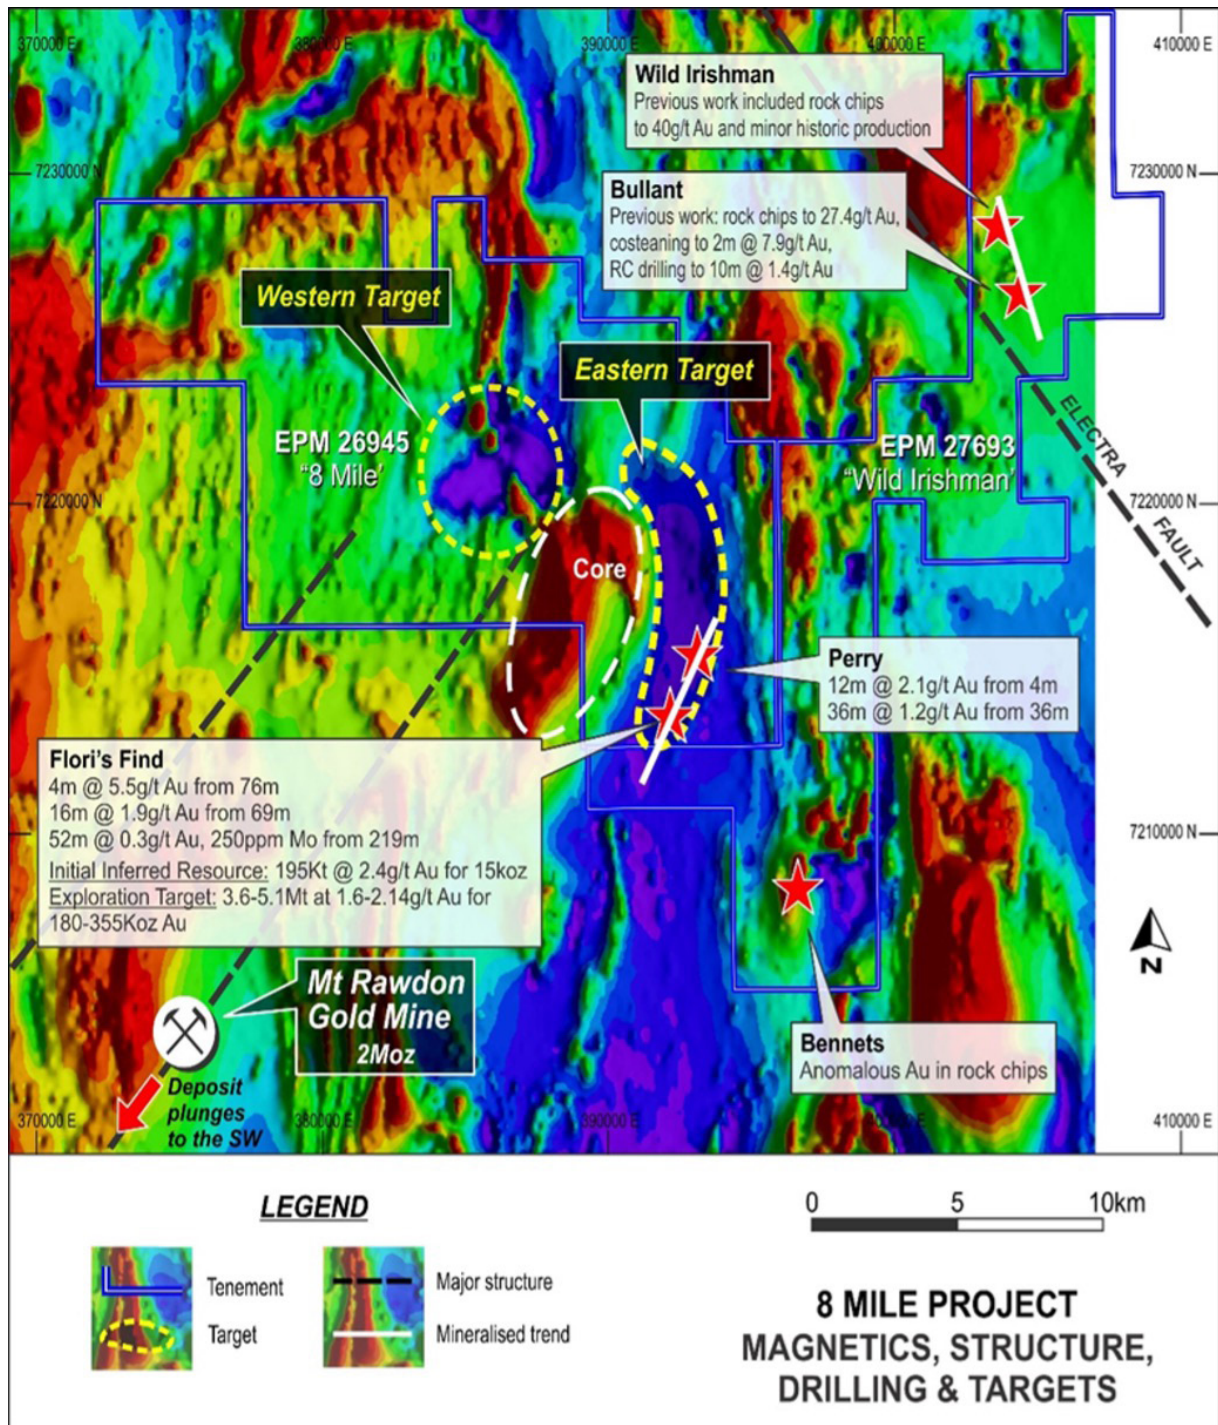 370000 E
380000 E
390000 E
400000 E
410000 E
Wild Irishman
Previous work included rock chips
to 40g/t Au and minor historic production
7230000 N
7230000 N
Bullant
Previous work: rock chips to 27.4g/t Au,
costeaning to 2m @ 7.9g/t Au,
RC drilling to 10m @ 1.4g/t Au
Western Target
Eastern Target
ELECTRA
FAULT
EPM 26945
"8 Mile'
EPM 27693
"Wild Irishman'
7220000 N
7220000 N
Core
Perry
12m @ 2.1g/t Au from 4m
36m @ 1.2g/t Au from 36m
Flori's Find
4m @ 5.5g/t Au from 76m
16m @ 1.9g/t Au from 69m
52m @ 0.3g/t Au, 250ppm Mo from 219m
Initial Inferred Resource: 195Kt @ 2.4g/t Au for 15koz
Exploration Target: 3.6-5.1Mt at 1.6-2.14g/t Au for
180-355Koz Au
7210000 N
N
Mt Rawdon
Gold Mine
2Moz
Bennets
Anomalous Au in rock chips
Deposit
plunges
to the SW
370000 E
380000 E
390000 E
410000 E
LEGEND
Tenement
Target
Major structure
Mineralised trend
0 5 10km
8 MILE PROJECT
MAGNETICS, STRUCTURE,
DRILLING & TARGETS